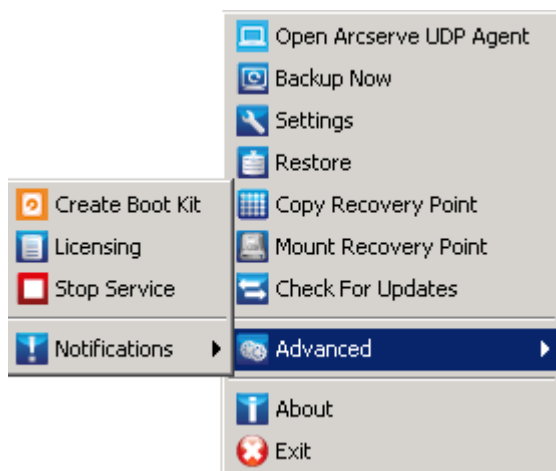 Open Arcserve UDP Agent
Backup Now
Settings
Restore
Copy Recovery Point
Mount Recovery Point
Check For Updates
Advanced
About
Exit
Create Boot Kit
Licensing
Stop Service
Notifications